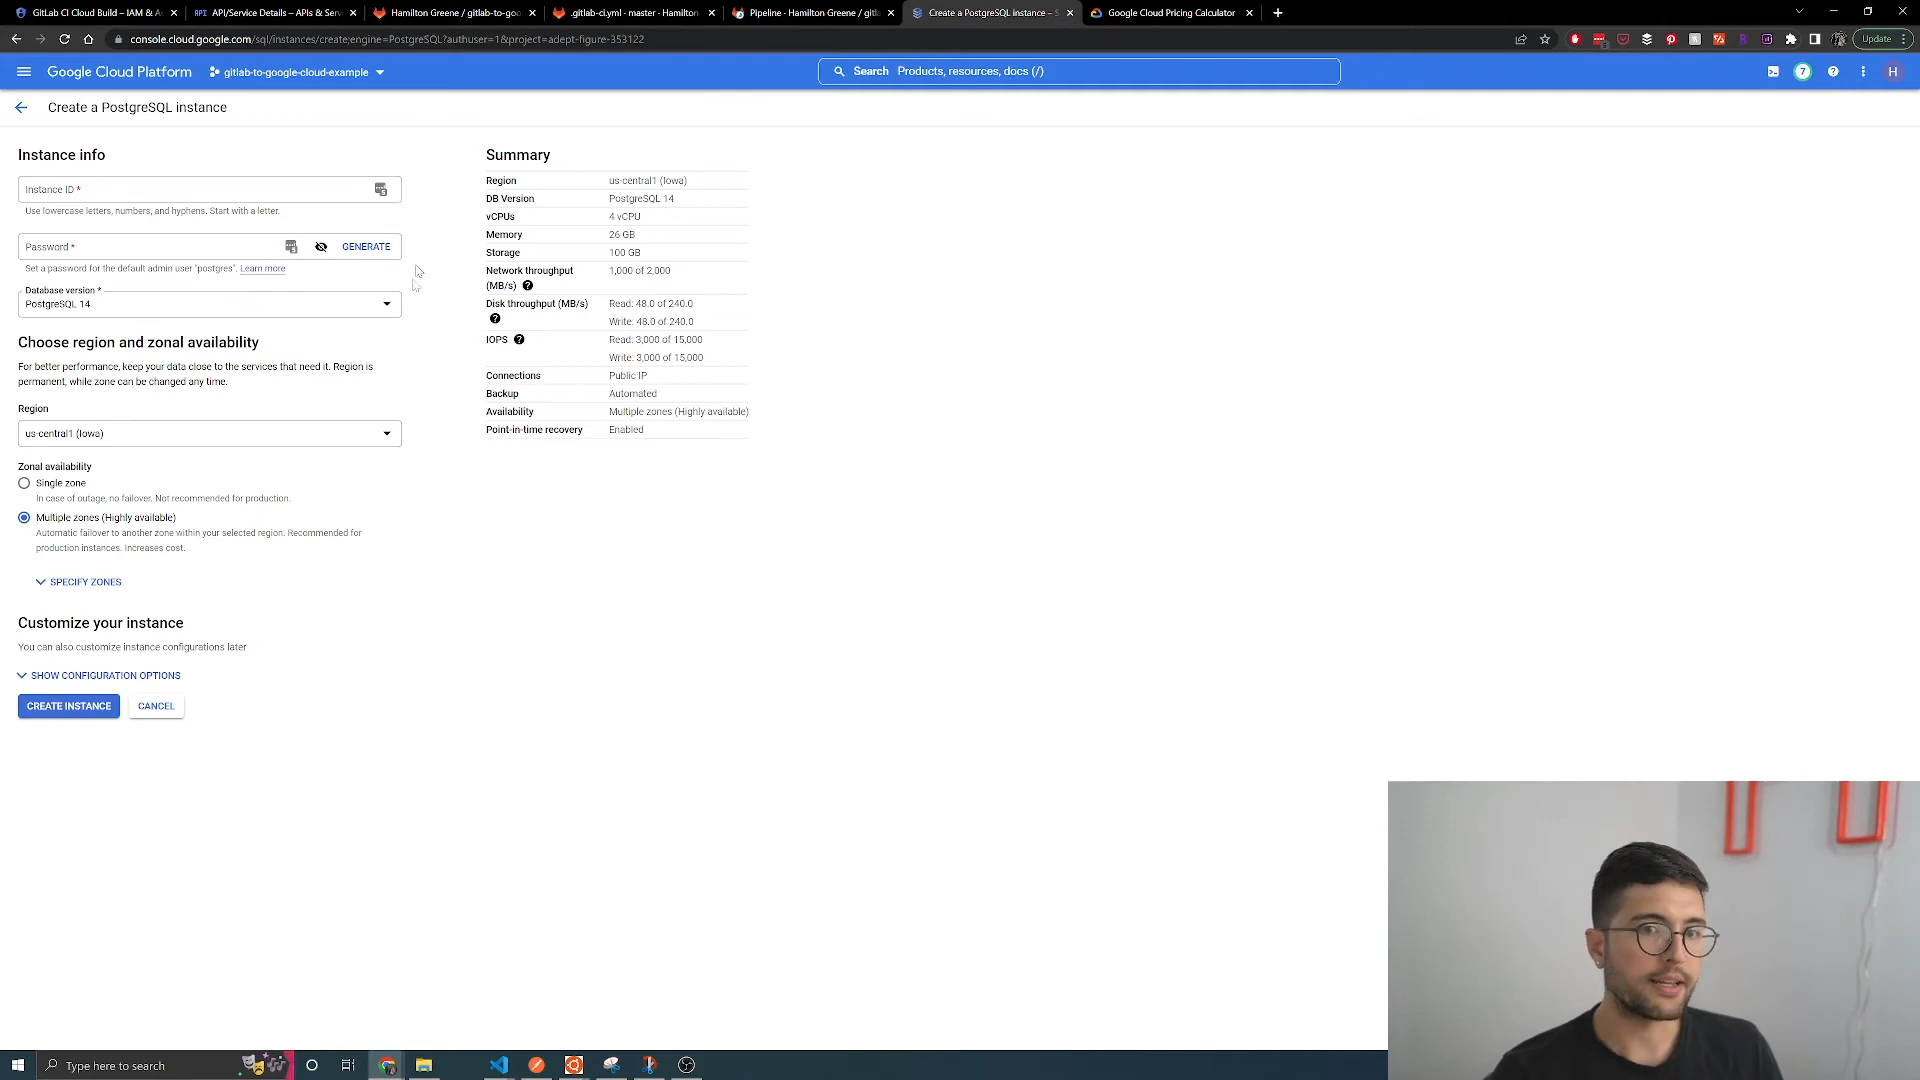 GitLab CI Cloud Build – IAM & A
API API/Service Details – APIs & Serv
Hamilton Greene / gitlab-to-goo
.gitlab-ci.yml · master · Hamilton
Pipeline · Hamilton Greene / gitla
Create a PostgreSQL instance – S
Google Cloud Pricing Calculator
console.cloud.google.com/sql/instances/create;engine=PostgreSQL?authuser=1&project=adept-figure-353122
Update
Google Cloud Platform
gitlab-to-google-cloud-example
Search Products, resources, docs (/)
7
H
Create a PostgreSQL instance
Instance info
Instance ID *
Use lowercase letters, numbers, and hyphens. Start with a letter.
Password *
GENERATE
Set a password for the default admin user "postgres". Learn more
Database version *
PostgreSQL 14
Choose region and zonal availability
For better performance, keep your data close to the services that need it. Region is
permanent, while zone can be changed any time.
Region
us-central1 (Iowa)
Zonal availability
Single zone
In case of outage, no failover. Not recommended for production.
Multiple zones (Highly available)
Automatic failover to another zone within your selected region. Recommended for
production instances. Increases cost.
SPECIFY ZONES
Customize your instance
You can also customize instance configurations later
SHOW CONFIGURATION OPTIONS
CREATE INSTANCE
CANCEL
Summary
Region us-central1 (Iowa)
DB Version PostgreSQL 14
vCPUs 4 vCPU
Memory 26 GB
Storage 100 GB
Network throughput 1,000 of 2,000
(MB/s)
Disk throughput (MB/s) Read: 48.0 of 240.0
Write: 48.0 of 240.0
IOPS Read: 3,000 of 15,000
Write: 3,000 of 15,000
Connections Public IP
Backup Automated
Availability Multiple zones (Highly available)
Point-in-time recovery Enabled
Type here to search